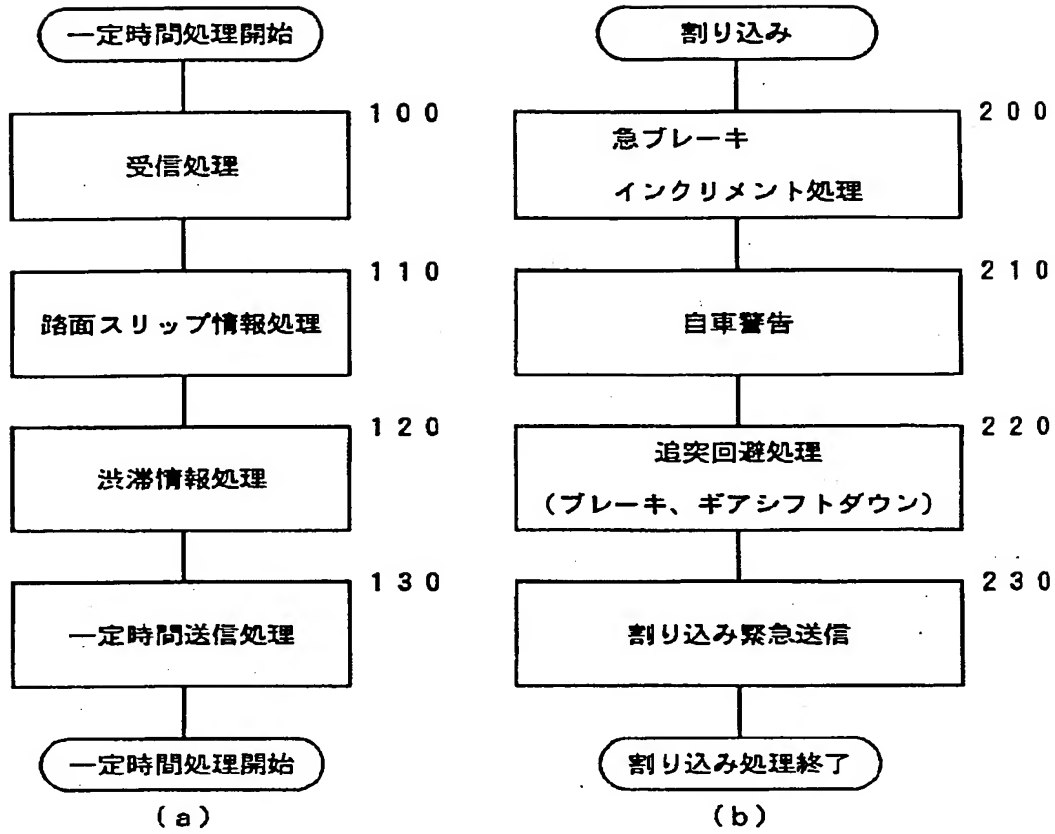 一定時間処理開始
100
受信処理
110
路面スリップ情報処理
120
渋滞情報処理
130
一定時間送信処理
一定時間処理開始
(a)
割り込み
200
急ブレーキ
インクリメント処理
210
自車警告
220
追突回避処理
(ブレーキ、ギアシフトダウン)
230
割り込み緊急送信
割り込み処理終了
(b)